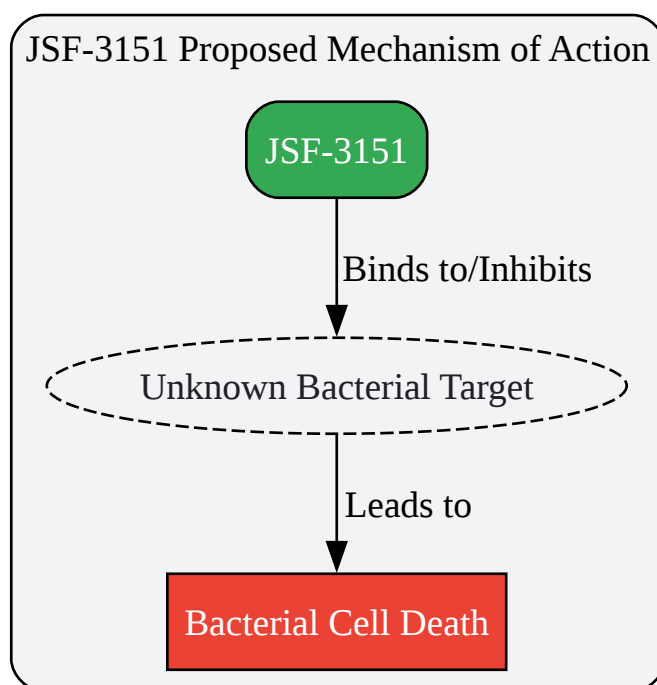 JSF-3151 Proposed Mechanism of Action
JSF-3151
Binds to/Inhibits
Unknown Bacterial Target
Leads to
Bacterial Cell Death